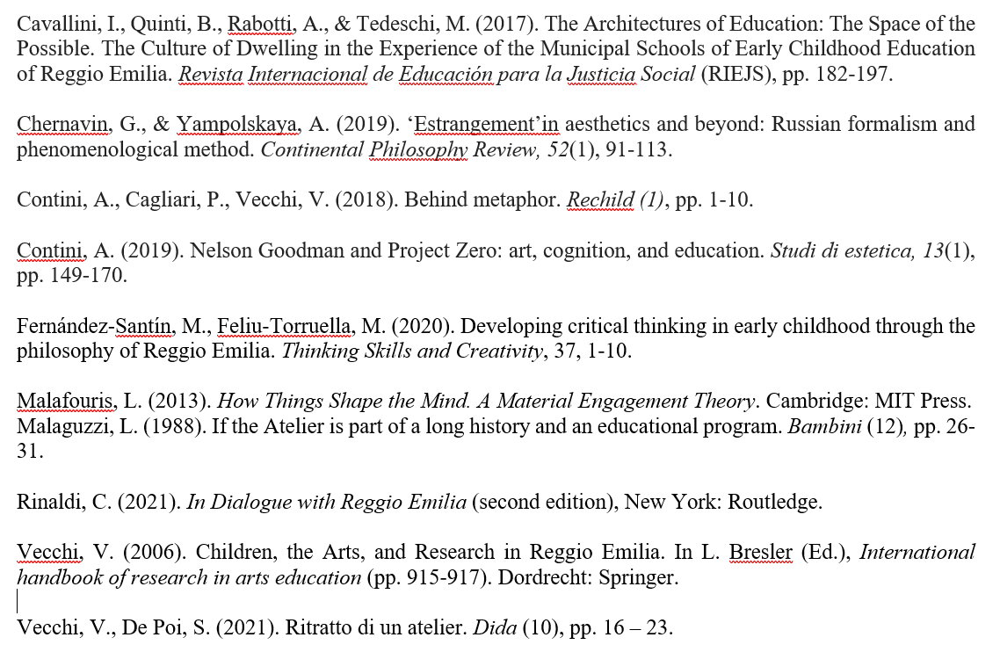 Cavallini, I., Quinti, B., Rabotti, A., & Tedeschi, M. (2017). The Architectures of Education: The Space of the
Possible. The Culture of Dwelling in the Experience of the Municipal Schools of Early Childhood Education
of Reggio Emilia. Revista Internacional de Educación para la Justicia Social (RIEJS), pp. 182-197.
Chernavin, G., & Yampolskaya, A. (2019). ‘Estrangement’in aesthetics and beyond: Russian formalism and
phenomenological method. Continental Philosophy Review, 52(1), 91-113.
Contini, A., Cagliari, P., Vecchi, V. (2018). Behind metaphor. Rechild (1), pp. 1-10.
Contini, A. (2019). Nelson Goodman and Project Zero: art, cognition, and education. Studi di estetica, 13(1),
pp. 149-170.
Fernández-Santín, M., Feliu-Torruella, M. (2020). Developing critical thinking in early childhood through the
philosophy of Reggio Emilia. Thinking Skills and Creativity, 37, 1-10.
Malafouris, L. (2013). How Things Shape the Mind. A Material Engagement Theory. Cambridge: MIT Press.
Malaguzzi, L. (1988). If the Atelier is part of a long history and an educational program. Bambini (12), pp. 26-
31.
Rinaldi, C. (2021). In Dialogue with Reggio Emilia (second edition), New York: Routledge.
Vecchi, V. (2006). Children, the Arts, and Research in Reggio Emilia. In L. Bresler (Ed.), International
handbook of research in arts education (pp. 915-917). Dordrecht: Springer.
Vecchi, V., De Poi, S. (2021). Ritratto di un atelier. Dida (10), pp. 16 – 23.